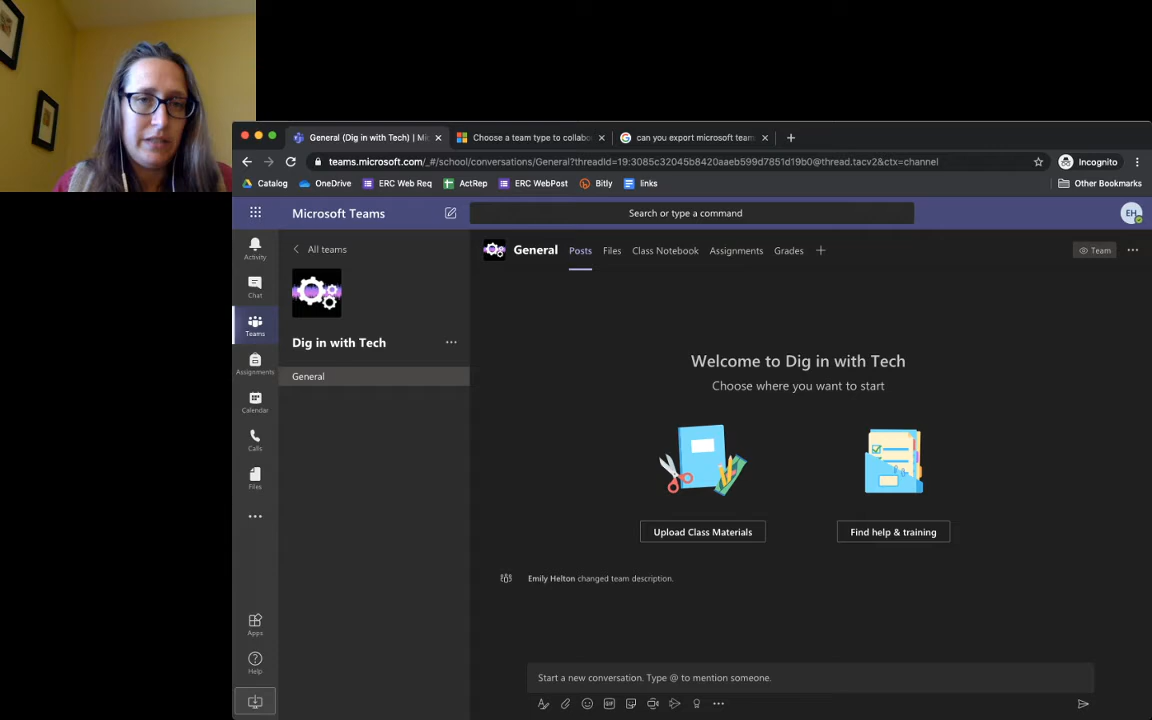 General (Dig in with Tech) | Mic
Choose a team type to collabo
can you export microsoft team
teams.microsoft.com/_#/school/conversations/General?threadId=19:3085c32045b8420aaeb599d7851d19b0@thread.tacv2&ctx=channel
Incognito
Catalog
OneDrive
ERC Web Req
ActRep
ERC WebPost
Bitly
links
Other Bookmarks
Microsoft Teams
Search or type a command
EH
Activity
Chat
Teams
Assignments
Calendar
Calls
Files
Apps
Help
All teams
Dig in with Tech
General
General
Posts
Files
Class Notebook
Assignments
Grades
Team
Welcome to Dig in with Tech
Choose where you want to start
Upload Class Materials
Find help & training
Emily Helton changed team description.
Start a new conversation. Type @ to mention someone.
GIF